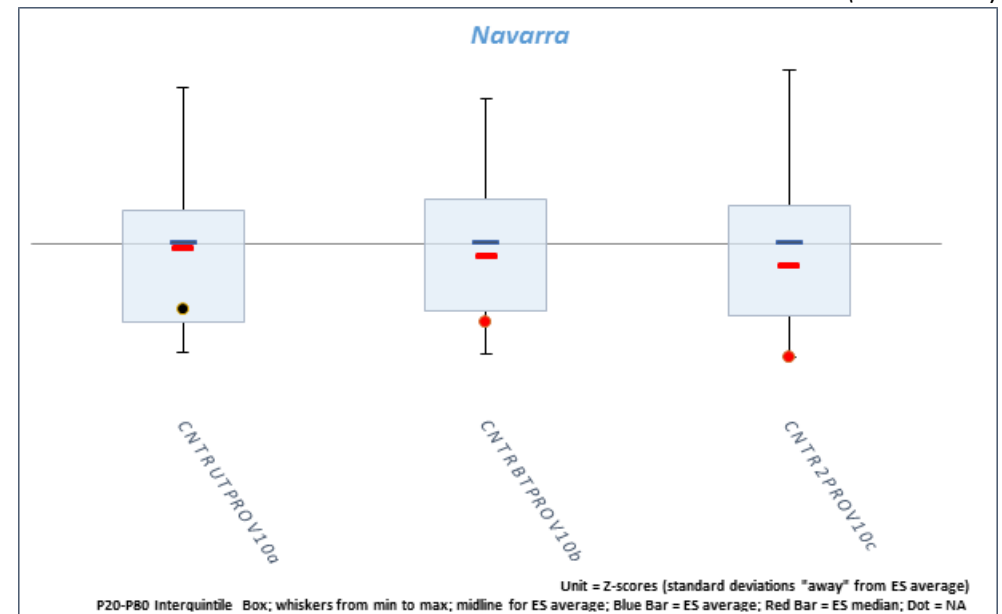 Navarra
CNTRUTPROV10a
CNTRBTPROV10b
CNTR2PROV10c
Unit = Z-scores (standard deviations "away" from ES average)
P20-P80 Interquintile Box; whiskers from min to max; midline for ES average; Blue Bar = ES average; Red Bar = ES median; Dot = NA